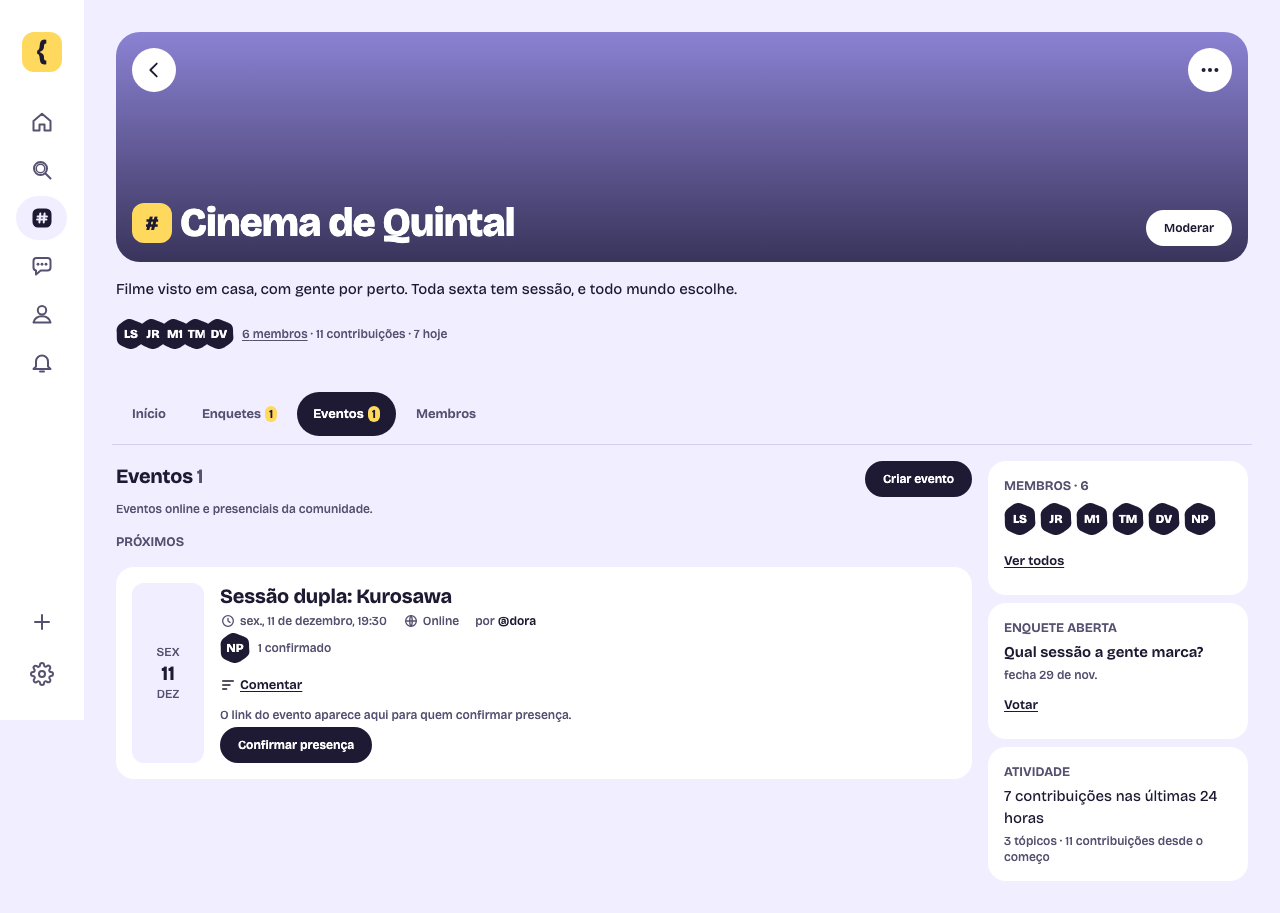 {
#
Cinema de Quintal
Moderar
Filme visto em casa, com gente por perto. Toda sexta tem sessão, e todo mundo escolhe.
LS JR M1 TM DV 6 membros · 11 contribuições · 7 hoje
Início Enquetes 1 Eventos 1 Membros
Eventos 1
Criar evento
Eventos online e presenciais da comunidade.
PRÓXIMOS
SEX
11
DEZ
Sessão dupla: Kurosawa
sex., 11 de dezembro, 19:30 Online por @dora
NP 1 confirmado
Comentar
O link do evento aparece aqui para quem confirmar presença.
Confirmar presença
MEMBROS · 6
LS JR M1 TM DV NP
Ver todos
ENQUETE ABERTA
Qual sessão a gente marca?
fecha 29 de nov.
Votar
ATIVIDADE
7 contribuições nas últimas 24
horas
3 tópicos · 11 contribuições desde o
começo